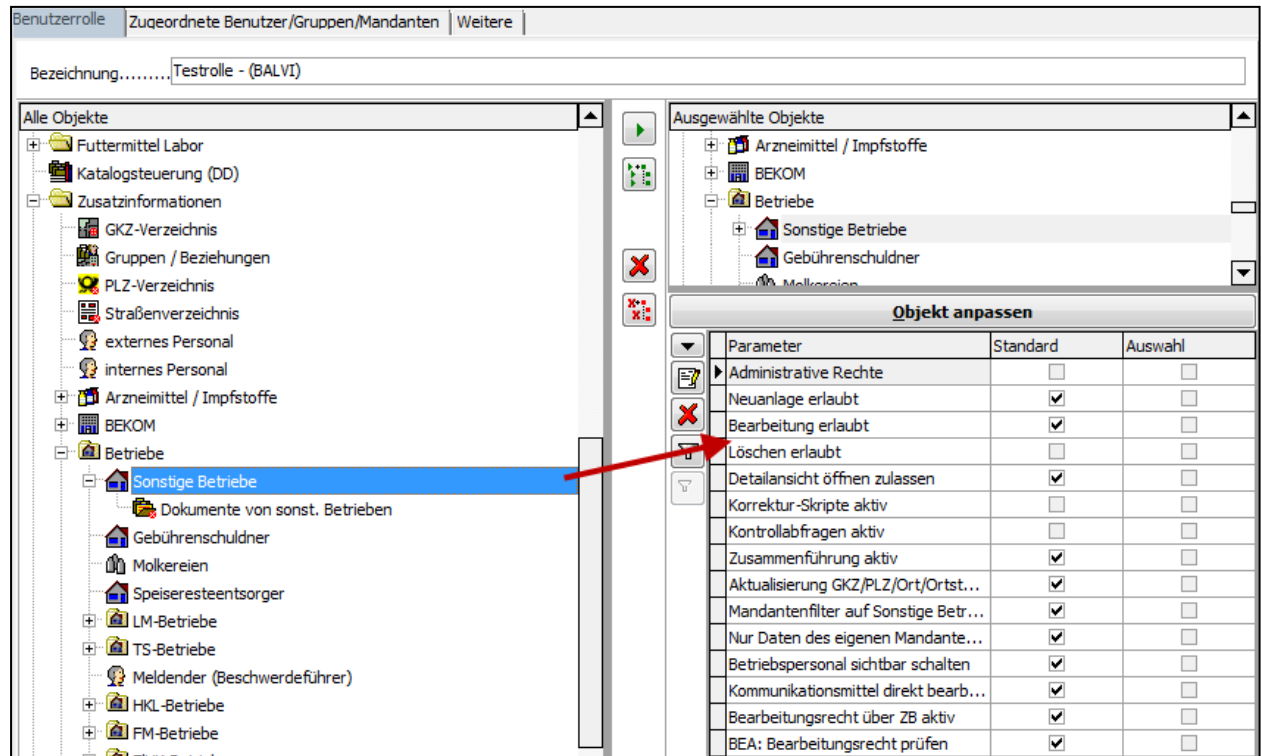 Benutzerrolle Zugeordnete Benutzer/Gruppen/Mandanten Weitere
Bezeichnung......... Testrolle - (BALVI)
Alle Objekte
Futtermittel Labor
Katalogsteuerung (DD)
Zusatzinformationen
GKZ-Verzeichnis
Gruppen / Beziehungen
PLZ-Verzeichnis
Straßenverzeichnis
externes Personal
internes Personal
Arzneimittel / Impfstoffe
BEKOM
Betriebe
Sonstige Betriebe
Dokumente von sonst. Betrieben
Gebührenschuldner
Molkereien
Speiseresteentsorger
LM-Betriebe
TS-Betriebe
Meldender (Beschwerdeführer)
HKL-Betriebe
FM-Betriebe
Ausgewählte Objekte
Arzneimittel / Impfstoffe
BEKOM
Betriebe
Sonstige Betriebe
Gebührenschuldner
Molkereien
Objekt anpassen
Parameter Standard Auswahl
Administrative Rechte
Neuanlage erlaubt
Bearbeitung erlaubt
Löschen erlaubt
Detailansicht öffnen zulassen
Korrektur-Skripte aktiv
Kontrollabfragen aktiv
Zusammenführung aktiv
Aktualisierung GKZ/PLZ/Ort/Ortst...
Mandantenfilter auf Sonstige Betr...
Nur Daten des eigenen Mandante...
Betriebspersonal sichtbar schalten
Kommunikationsmittel direkt bearb...
Bearbeitungsrecht über ZB aktiv
BEA: Bearbeitungsrecht prüfen